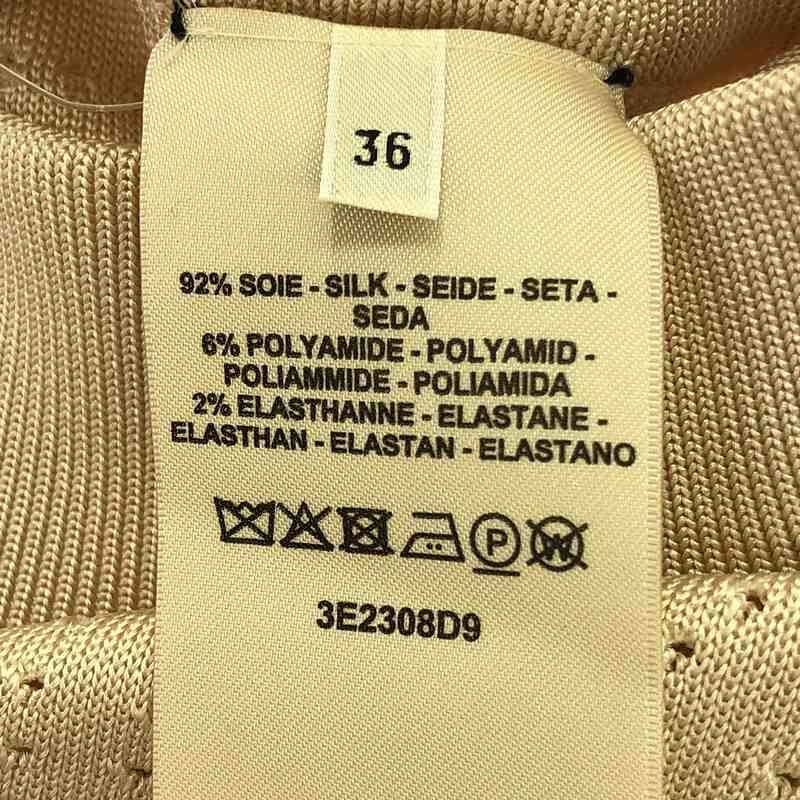 36
92% SOIE - SILK - SEIDE - SETA -
SEDA
6% POLYAMIDE - POLYAMID -
POLIAMMIDE - POLIAMIDA
2% ELASTHANNE - ELASTANE -
ELASTHAN - ELASTAN - ELASTANO
P W
3E2308D9